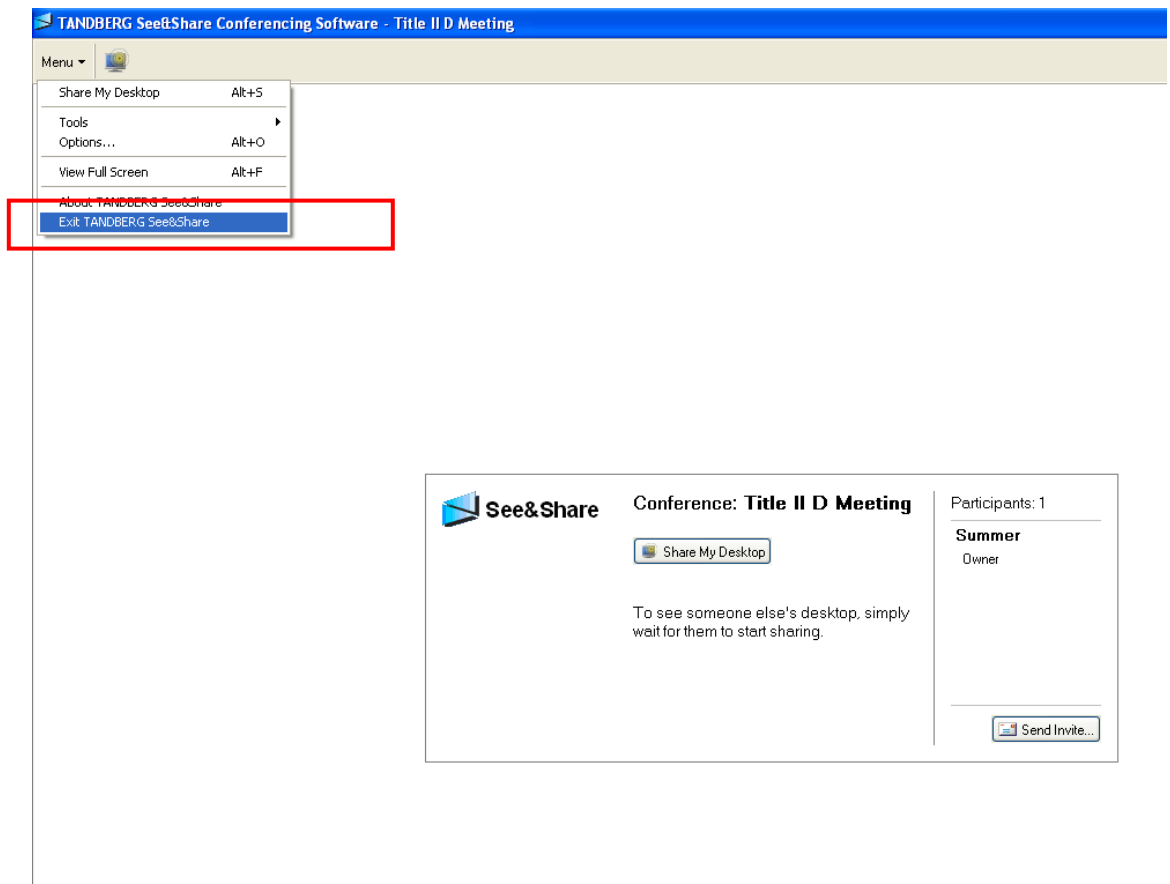 TANDBERG See&Share Conferencing Software - Title II D Meeting
Menu
Share My Desktop Alt+S
Tools
Options... Alt+O
View Full Screen Alt+F
About TANDBERG See&Share
Exit TANDBERG See&Share
See&Share
Conference: Title II D Meeting
Share My Desktop
To see someone else's desktop, simply
wait for them to start sharing.
Participants: 1
Summer
Owner
Send Invite...